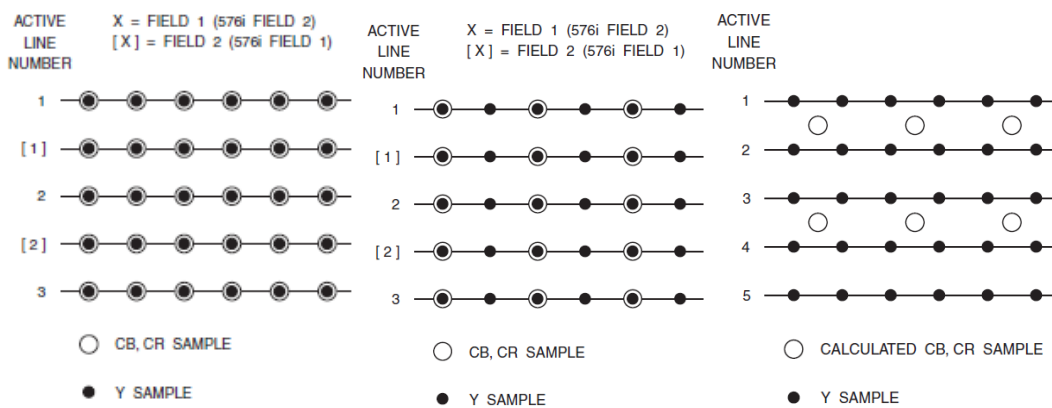 ACTIVE
LINE
NUMBER
X = FIELD 1 (576i FIELD 2)
[ X ] = FIELD 2 (576i FIELD 1)
1
[ 1 ]
2
[ 2 ]
3
CB, CR SAMPLE
Y SAMPLE
ACTIVE
LINE
NUMBER
X = FIELD 1 (576i FIELD 2)
[ X ] = FIELD 2 (576i FIELD 1)
1
[ 1 ]
2
[ 2 ]
3
CB, CR SAMPLE
Y SAMPLE
ACTIVE
LINE
NUMBER
1
2
3
4
5
CALCULATED CB, CR SAMPLE
Y SAMPLE